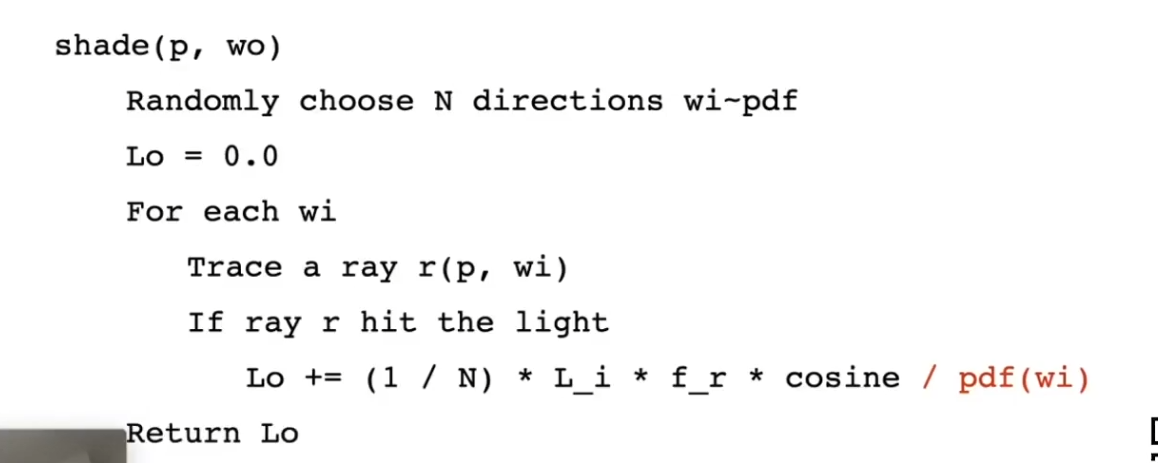 shade(p, wo)
Randomly choose N directions wi~pdf
Lo = 0.0
For each wi
Trace a ray r(p, wi)
If ray r hit the light
Lo += (1 / N) * L_i * f_r * cosine / pdf(wi)
Return Lo